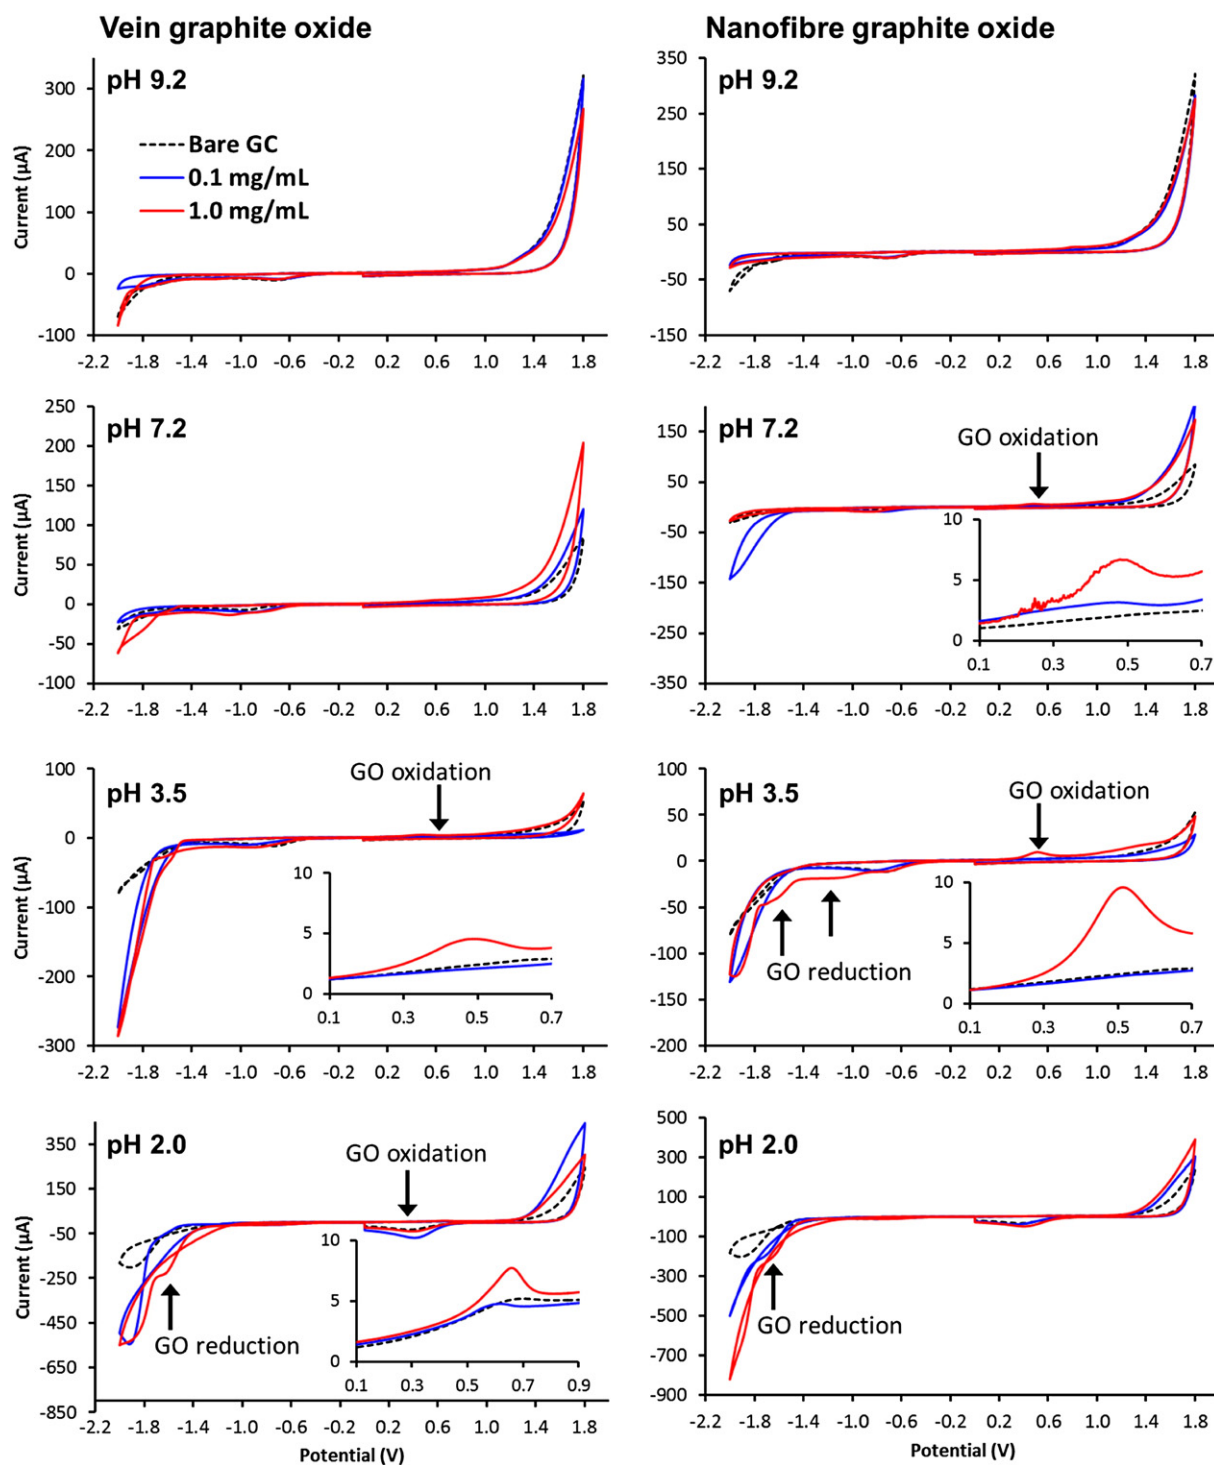 Vein graphite oxide
Nanofibre graphite oxide
pH 9.2
Bare GC
0.1 mg/mL
1.0 mg/mL
Current (µA)
300
200
100
0
-100
-2.2 -1.8 -1.4 -1.0 -0.6 -0.2 0.2 0.6 1.0 1.4 1.8
pH 9.2
350
250
150
50
-50
-150
-2.2 -1.8 -1.4 -1.0 -0.6 -0.2 0.2 0.6 1.0 1.4 1.8
pH 7.2
Current (µA)
250
200
150
100
50
0
-50
-100
-2.2 -1.8 -1.4 -1.0 -0.6 -0.2 0.2 0.6 1.0 1.4 1.8
pH 7.2
GO oxidation
150
50
-50
-150
-250
-350
10
5
0
0.1 0.3 0.5 0.7
-2.2 -1.8 -1.4 -1.0 -0.6 -0.2 0.2 0.6 1.0 1.4 1.8
pH 3.5
GO oxidation
Current (µA)
100
0
-100
-200
-300
10
5
0
0.1 0.3 0.5 0.7
-2.2 -1.8 -1.4 -1.0 -0.6 -0.2 0.2 0.6 1.0 1.4 1.8
pH 3.5
GO oxidation
GO reduction
100
50
0
-50
-100
-150
-200
10
5
0
0.1 0.3 0.5 0.7
-2.2 -1.8 -1.4 -1.0 -0.6 -0.2 0.2 0.6 1.0 1.4 1.8
pH 2.0
GO oxidation
GO reduction
Current (µA)
350
150
-50
-250
-450
-650
-850
10
5
0
0.1 0.3 0.5 0.7 0.9
-2.2 -1.8 -1.4 -1.0 -0.6 -0.2 0.2 0.6 1.0 1.4 1.8
Potential (V)
pH 2.0
GO reduction
500
300
100
-100
-300
-500
-700
-900
-2.2 -1.8 -1.4 -1.0 -0.6 -0.2 0.2 0.6 1.0 1.4 1.8
Potential (V)